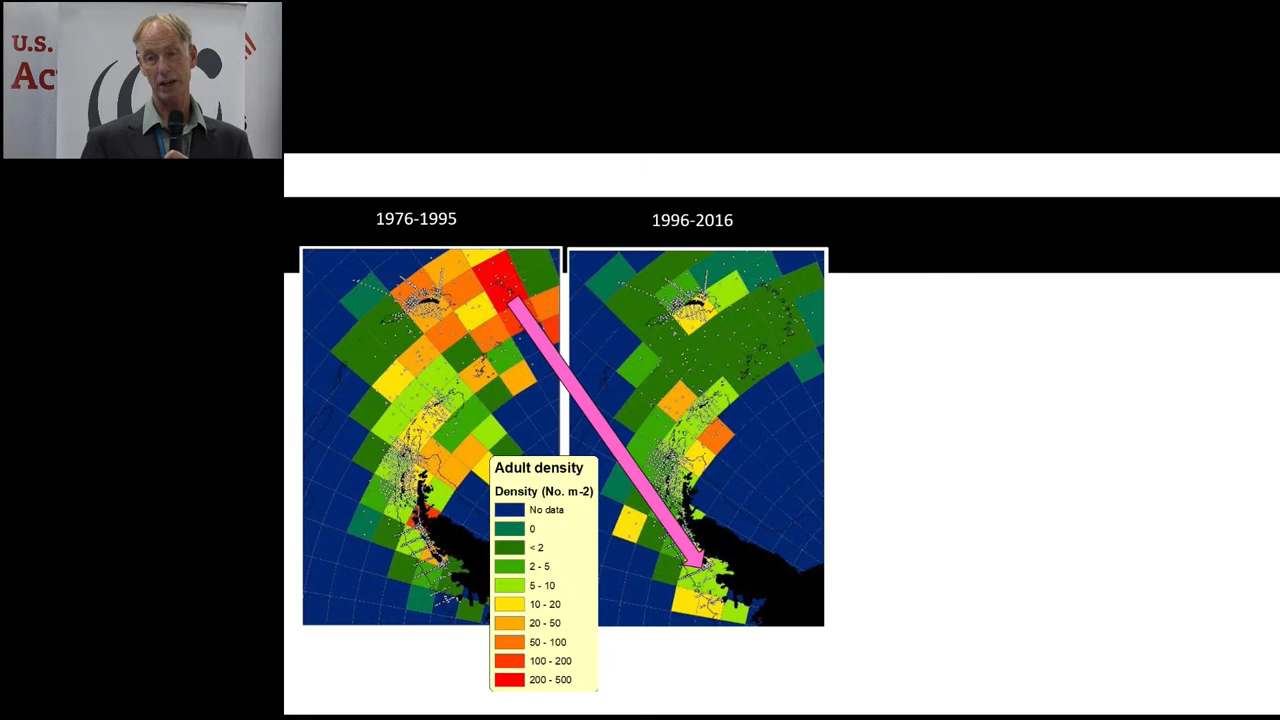 U.S.
Ac
1976-1995
1996-2016
Adult density
Density (No. m-2)
No data
0
< 2
2 - 5
5 - 10
10 - 20
20 - 50
50 - 100
100 - 200
200 - 500